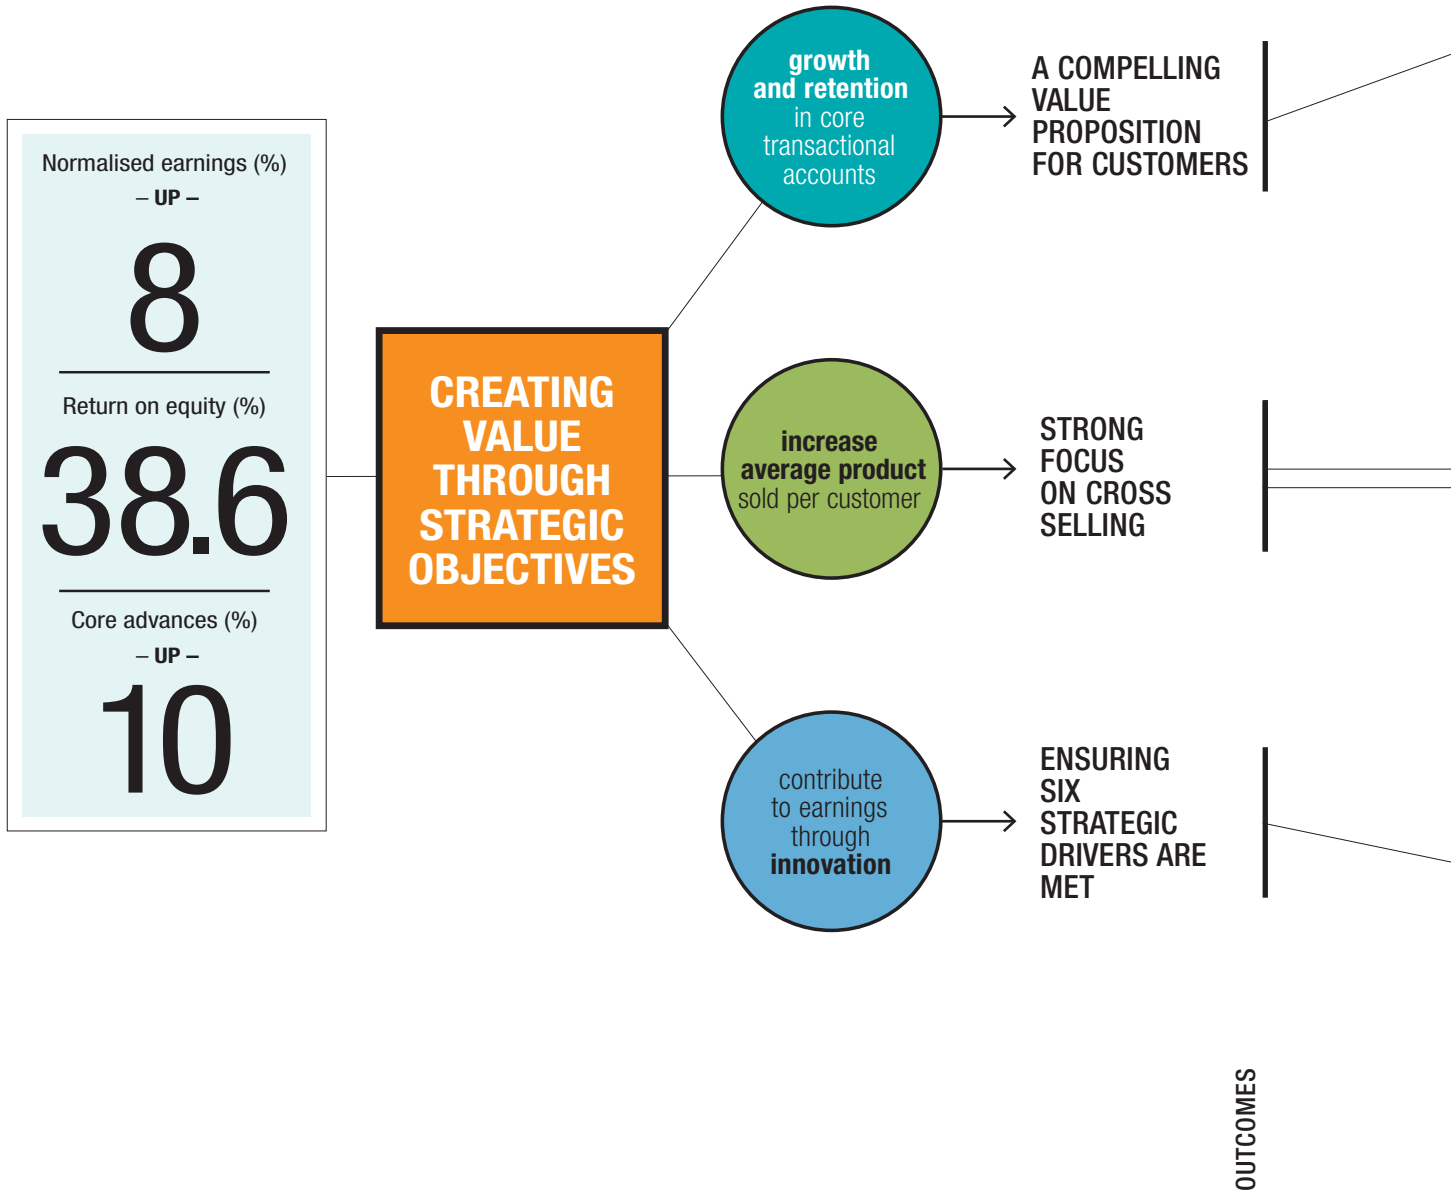 Normalised earnings (%)
– UP –
8
Return on equity (%)
38.6
Core advances (%)
– UP –
10
CREATING
VALUE
THROUGH
STRATEGIC
OBJECTIVES
growth
and retention
in core
transactional
accounts
A COMPELLING
VALUE
PROPOSITION
FOR CUSTOMERS
increase
average product
sold per customer
STRONG
FOCUS
ON CROSS
SELLING
contribute
to earnings
through
innovation
ENSURING
SIX
STRATEGIC
DRIVERS ARE
MET
OUTCOMES